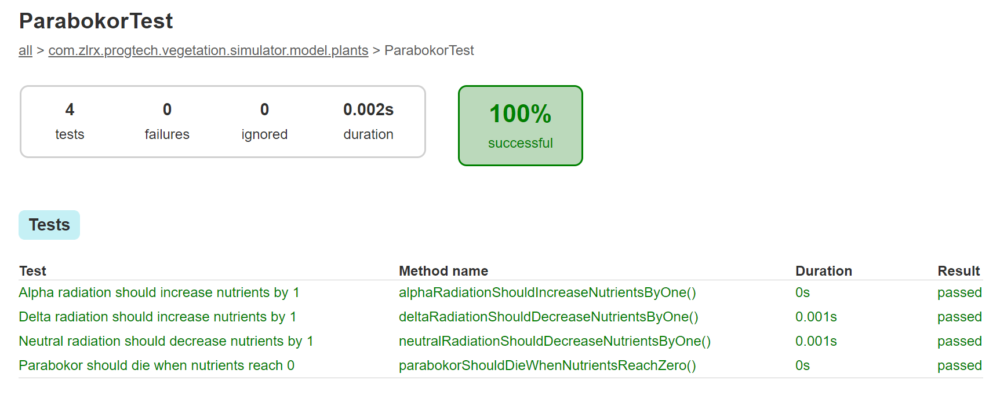 ParabokorTest
all > com.zlrx.progtech.vegetation.simulator.model.plants > ParabokorTest
4 0 0 0.002s
tests failures ignored duration
100%
successful
Tests
Test Method name Duration Result
Alpha radiation should increase nutrients by 1 alphaRadiationShouldIncreaseNutrientsByOne() 0s passed
Delta radiation should increase nutrients by 1 deltaRadiationShouldDecreaseNutrientsByOne() 0.001s passed
Neutral radiation should decrease nutrients by 1 neutralRadiationShouldDecreaseNutrientsByOne() 0.001s passed
Parabokor should die when nutrients reach 0 parabokorShouldDieWhenNutrientsReachZero() 0s passed